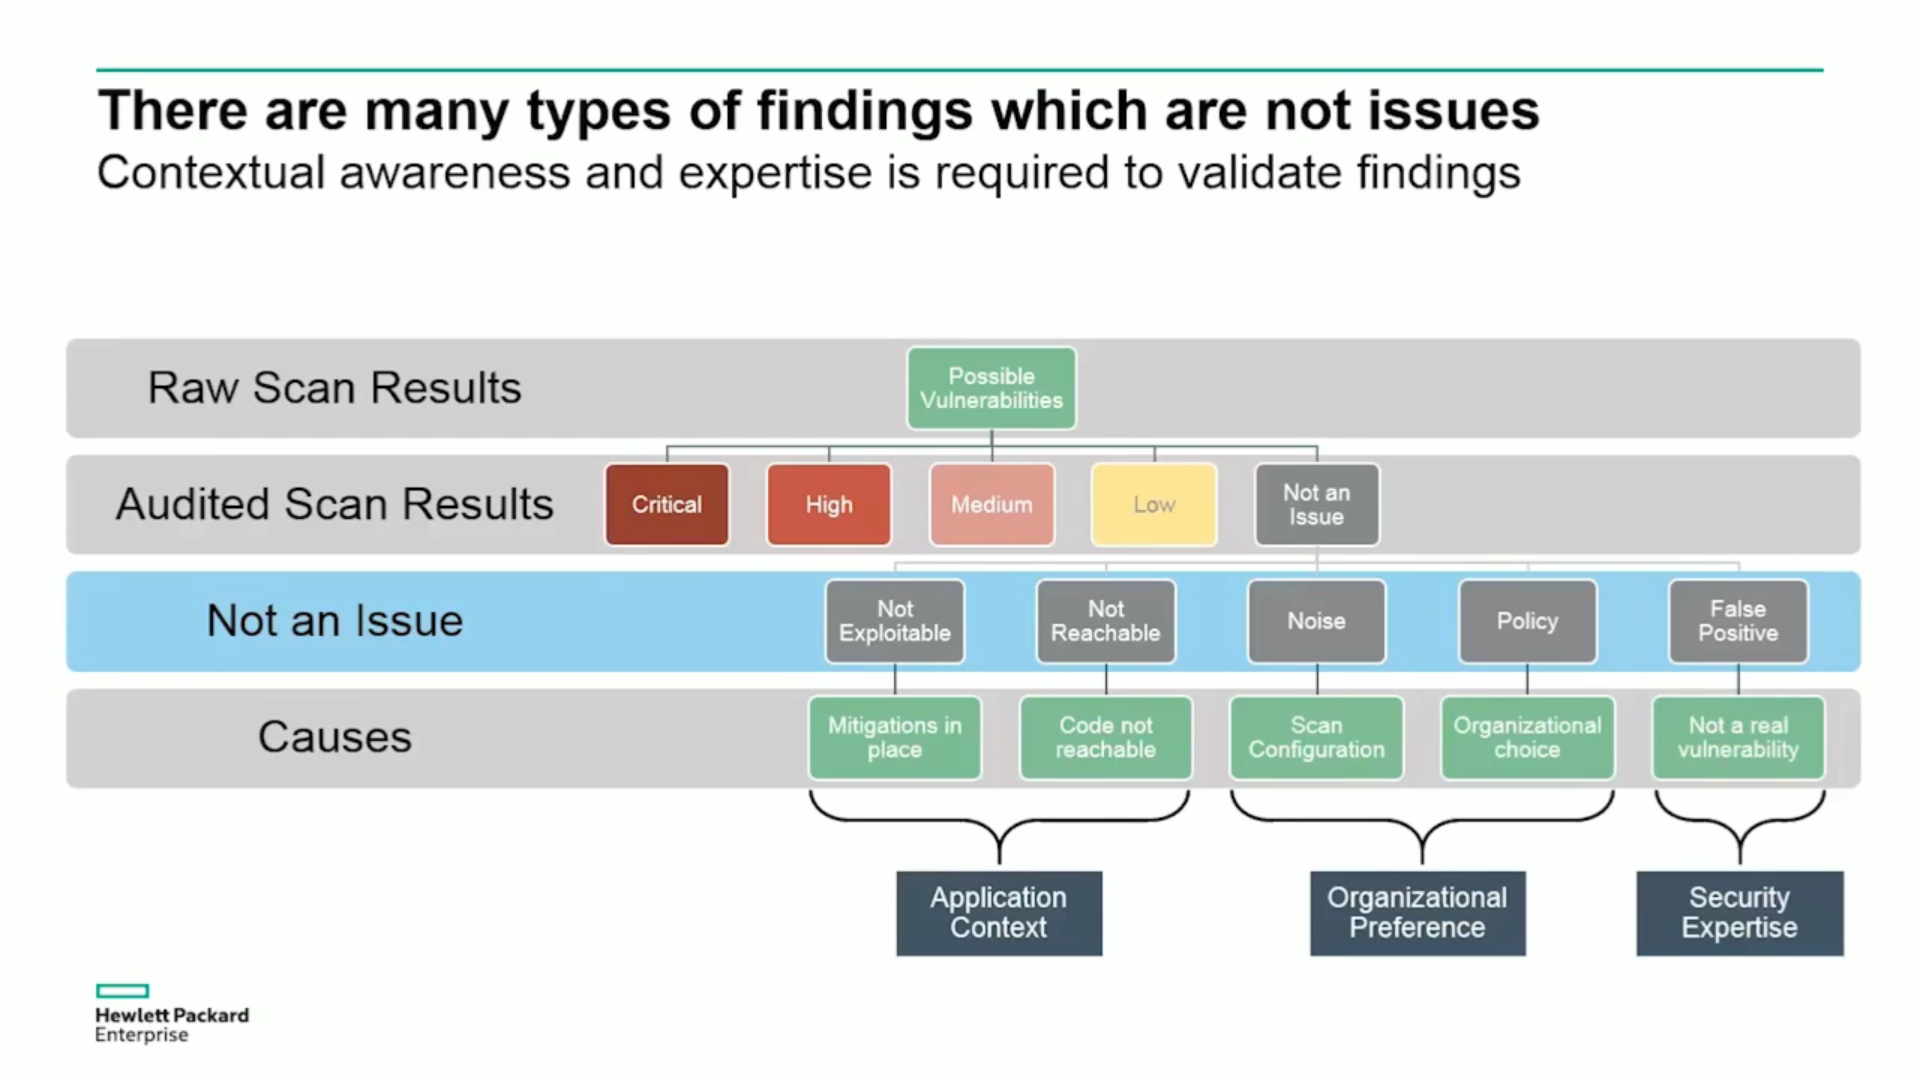 There are many types of findings which are not issues
Contextual awareness and expertise is required to validate findings
Raw Scan Results
Possible
Vulnerabilities
Audited Scan Results
Critical
High
Medium
Low
Not an
Issue
Not an Issue
Not
Exploitable
Not
Reachable
Noise
Policy
False
Positive
Causes
Mitigations in
place
Code not
reachable
Scan
Configuration
Organizational
choice
Not a real
vulnerability
Application
Context
Organizational
Preference
Security
Expertise
Hewlett Packard
Enterprise